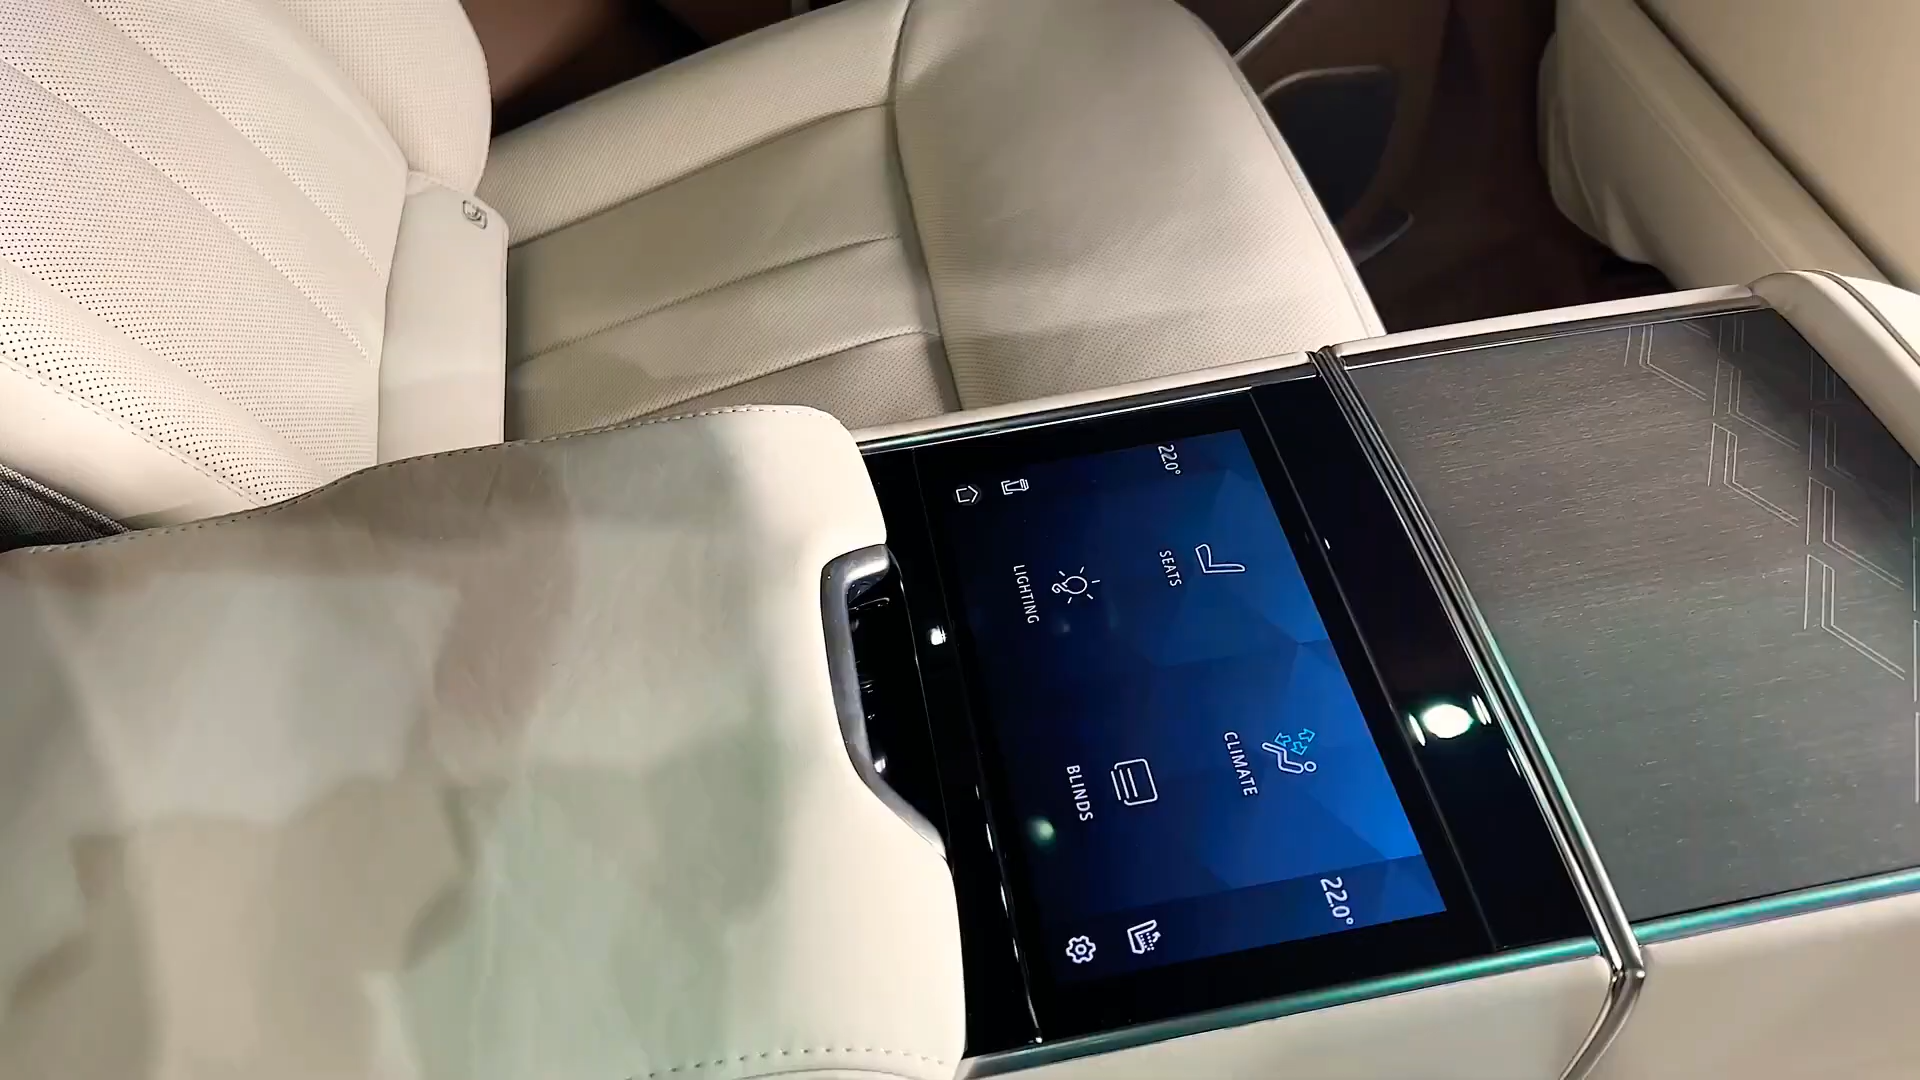 22.0°
22.0°
SEATS
CLIMATE
LIGHTING
BLINDS